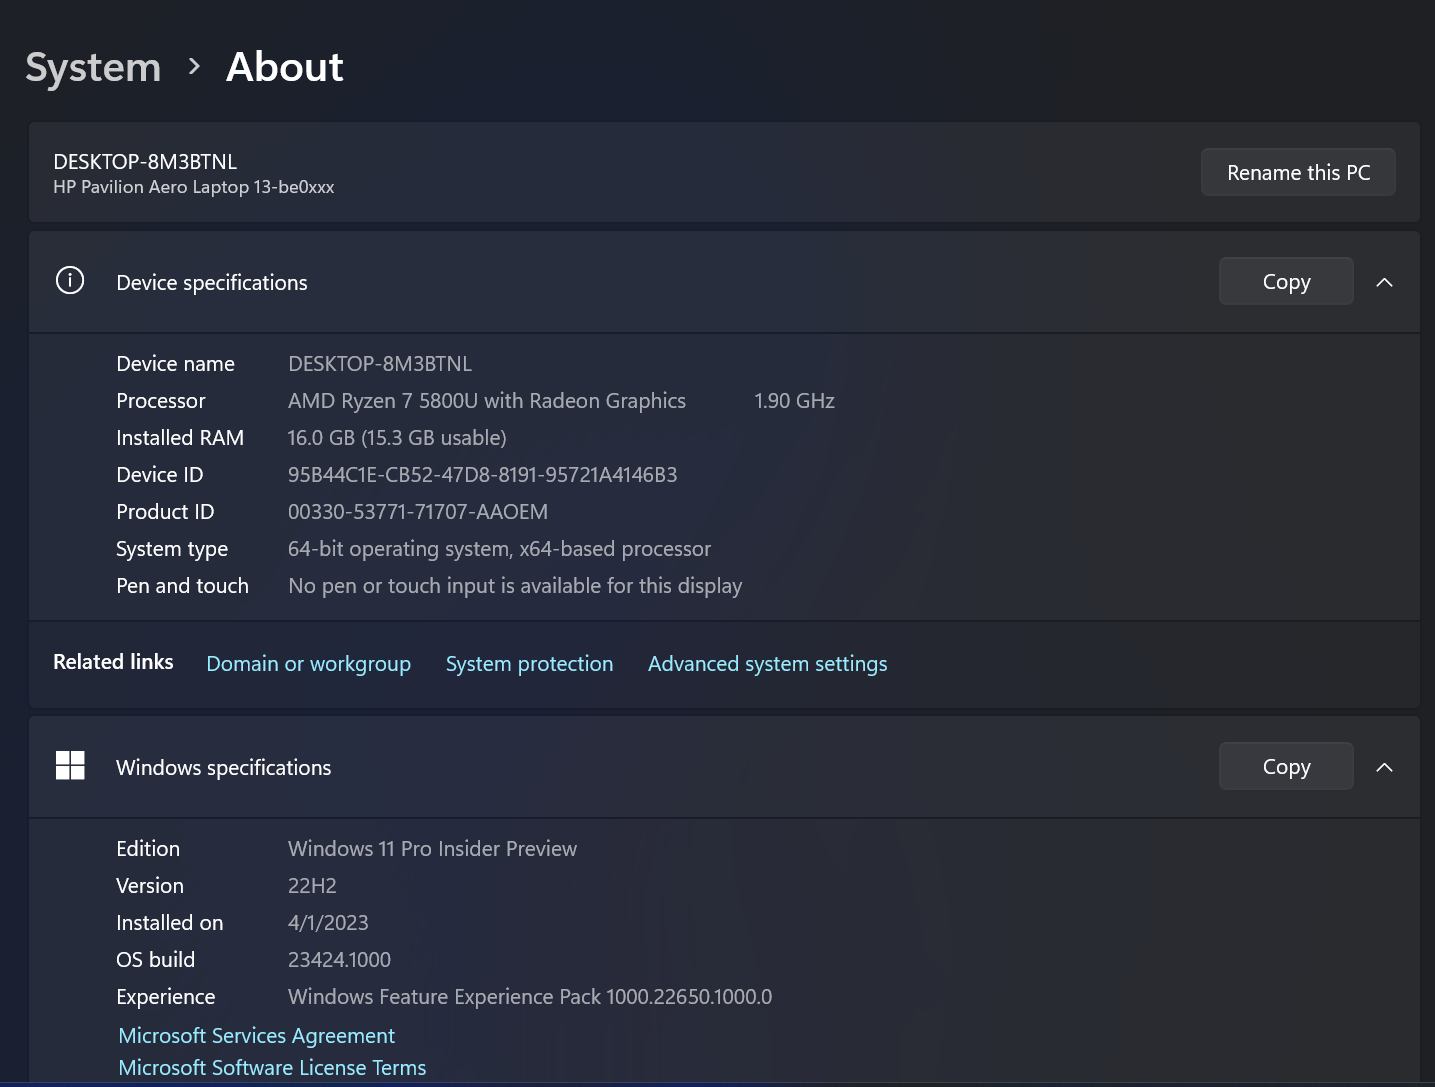 System > About
DESKTOP-8M3BTNL
HP Pavilion Aero Laptop 13-be0xxx
Rename this PC
Device specifications
Copy
Device name DESKTOP-8M3BTNL
Processor AMD Ryzen 7 5800U with Radeon Graphics 1.90 GHz
Installed RAM 16.0 GB (15.3 GB usable)
Device ID 95B44C1E-CB52-47D8-8191-95721A4146B3
Product ID 00330-53771-71707-AAOEM
System type 64-bit operating system, x64-based processor
Pen and touch No pen or touch input is available for this display
Related links Domain or workgroup System protection Advanced system settings
Windows specifications
Copy
Edition Windows 11 Pro Insider Preview
Version 22H2
Installed on 4/1/2023
OS build 23424.1000
Experience Windows Feature Experience Pack 1000.22650.1000.0
Microsoft Services Agreement
Microsoft Software License Terms